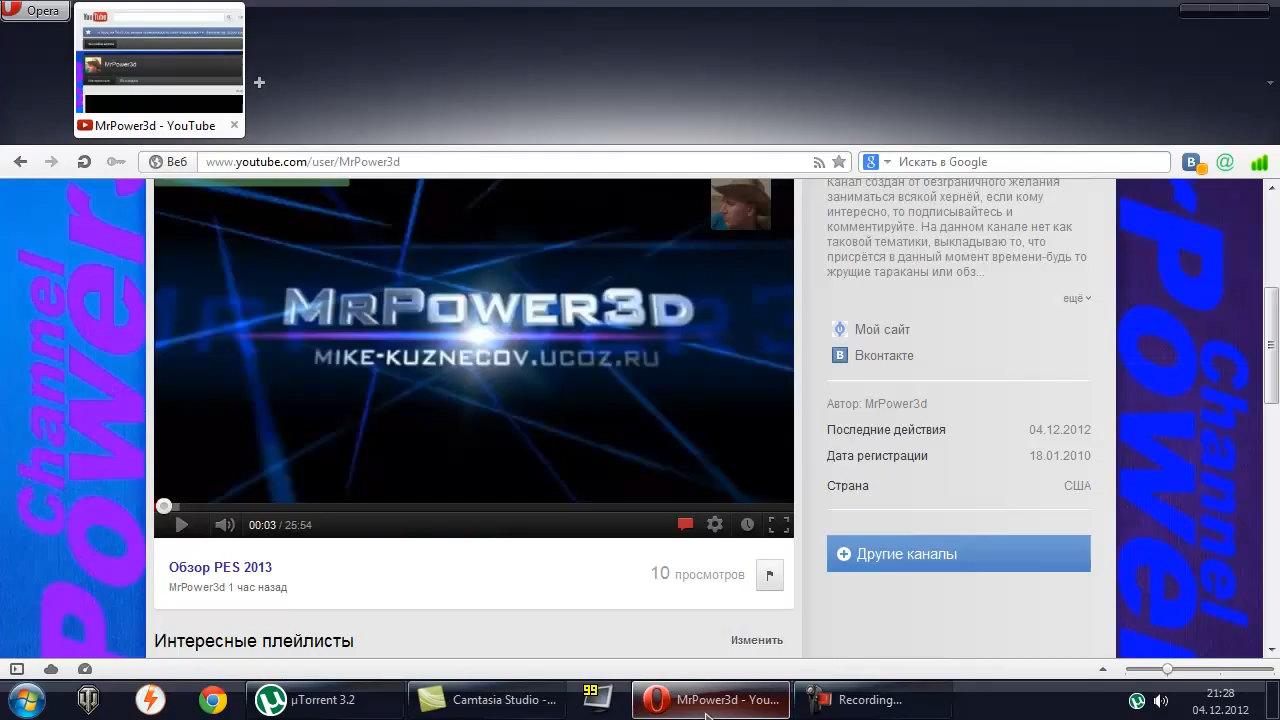 Opera
YouTube
MrPower3d
MrPower3d - YouTube
Веб
www.youtube.com/user/MrPower3d
Искать в Google
MrPower3d
mike-kuznecov.ucoz.ru
00:03 / 25:54
Обзор PES 2013
MrPower3d 1 час назад
10 просмотров
Интересные плейлисты
Изменить
Канал создан от безграничного желания
заниматься всякой херней, если кому
интересно, то подписывайтесь и
комментируйте. На данном канале нет как
таковой тематики, выкладываю то, что
присрётся в данный момент времени-будь то
жрущие тараканы или обз...
ещё
Мой сайт
Вконтакте
Автор: MrPower3d
Последние действия 04.12.2012
Дата регистрации 18.01.2010
Страна США
Другие каналы
Channel
Power
rPower
Channel
99
µTorrent 3.2
Camtasia Studio -...
MrPower3d - You...
Recording...
21:28
04.12.2012